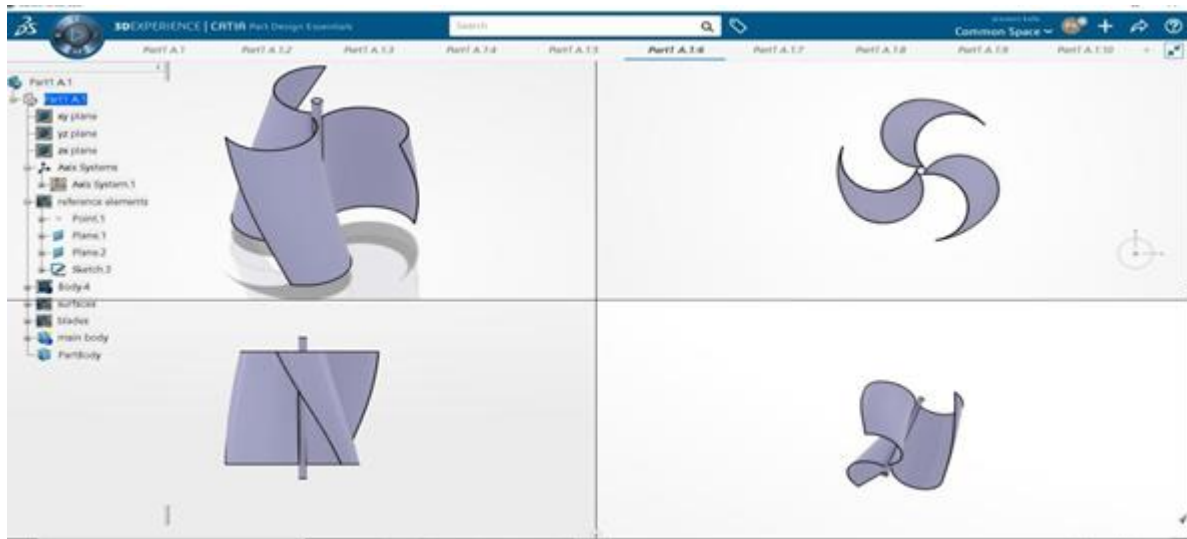 3DEXPERIENCE | CATIA Part Design Essentials
Search
Common Space
Part1 A.1
Part1 A.1:2
Part1 A.1:3
Part1 A.1:4
Part1 A.1:5
Part1 A.1:6
Part1 A.1:7
Part1 A.1:8
Part1 A.1:9
Part1 A.1:10
Part1 A.1
Part1 A.1
xy plane
yz plane
zx plane
Axis Systems
Axis System.1
reference elements
Point.1
Plane.1
Plane.2
Sketch.3
Body.4
surfaces
blades
main body
PartBody